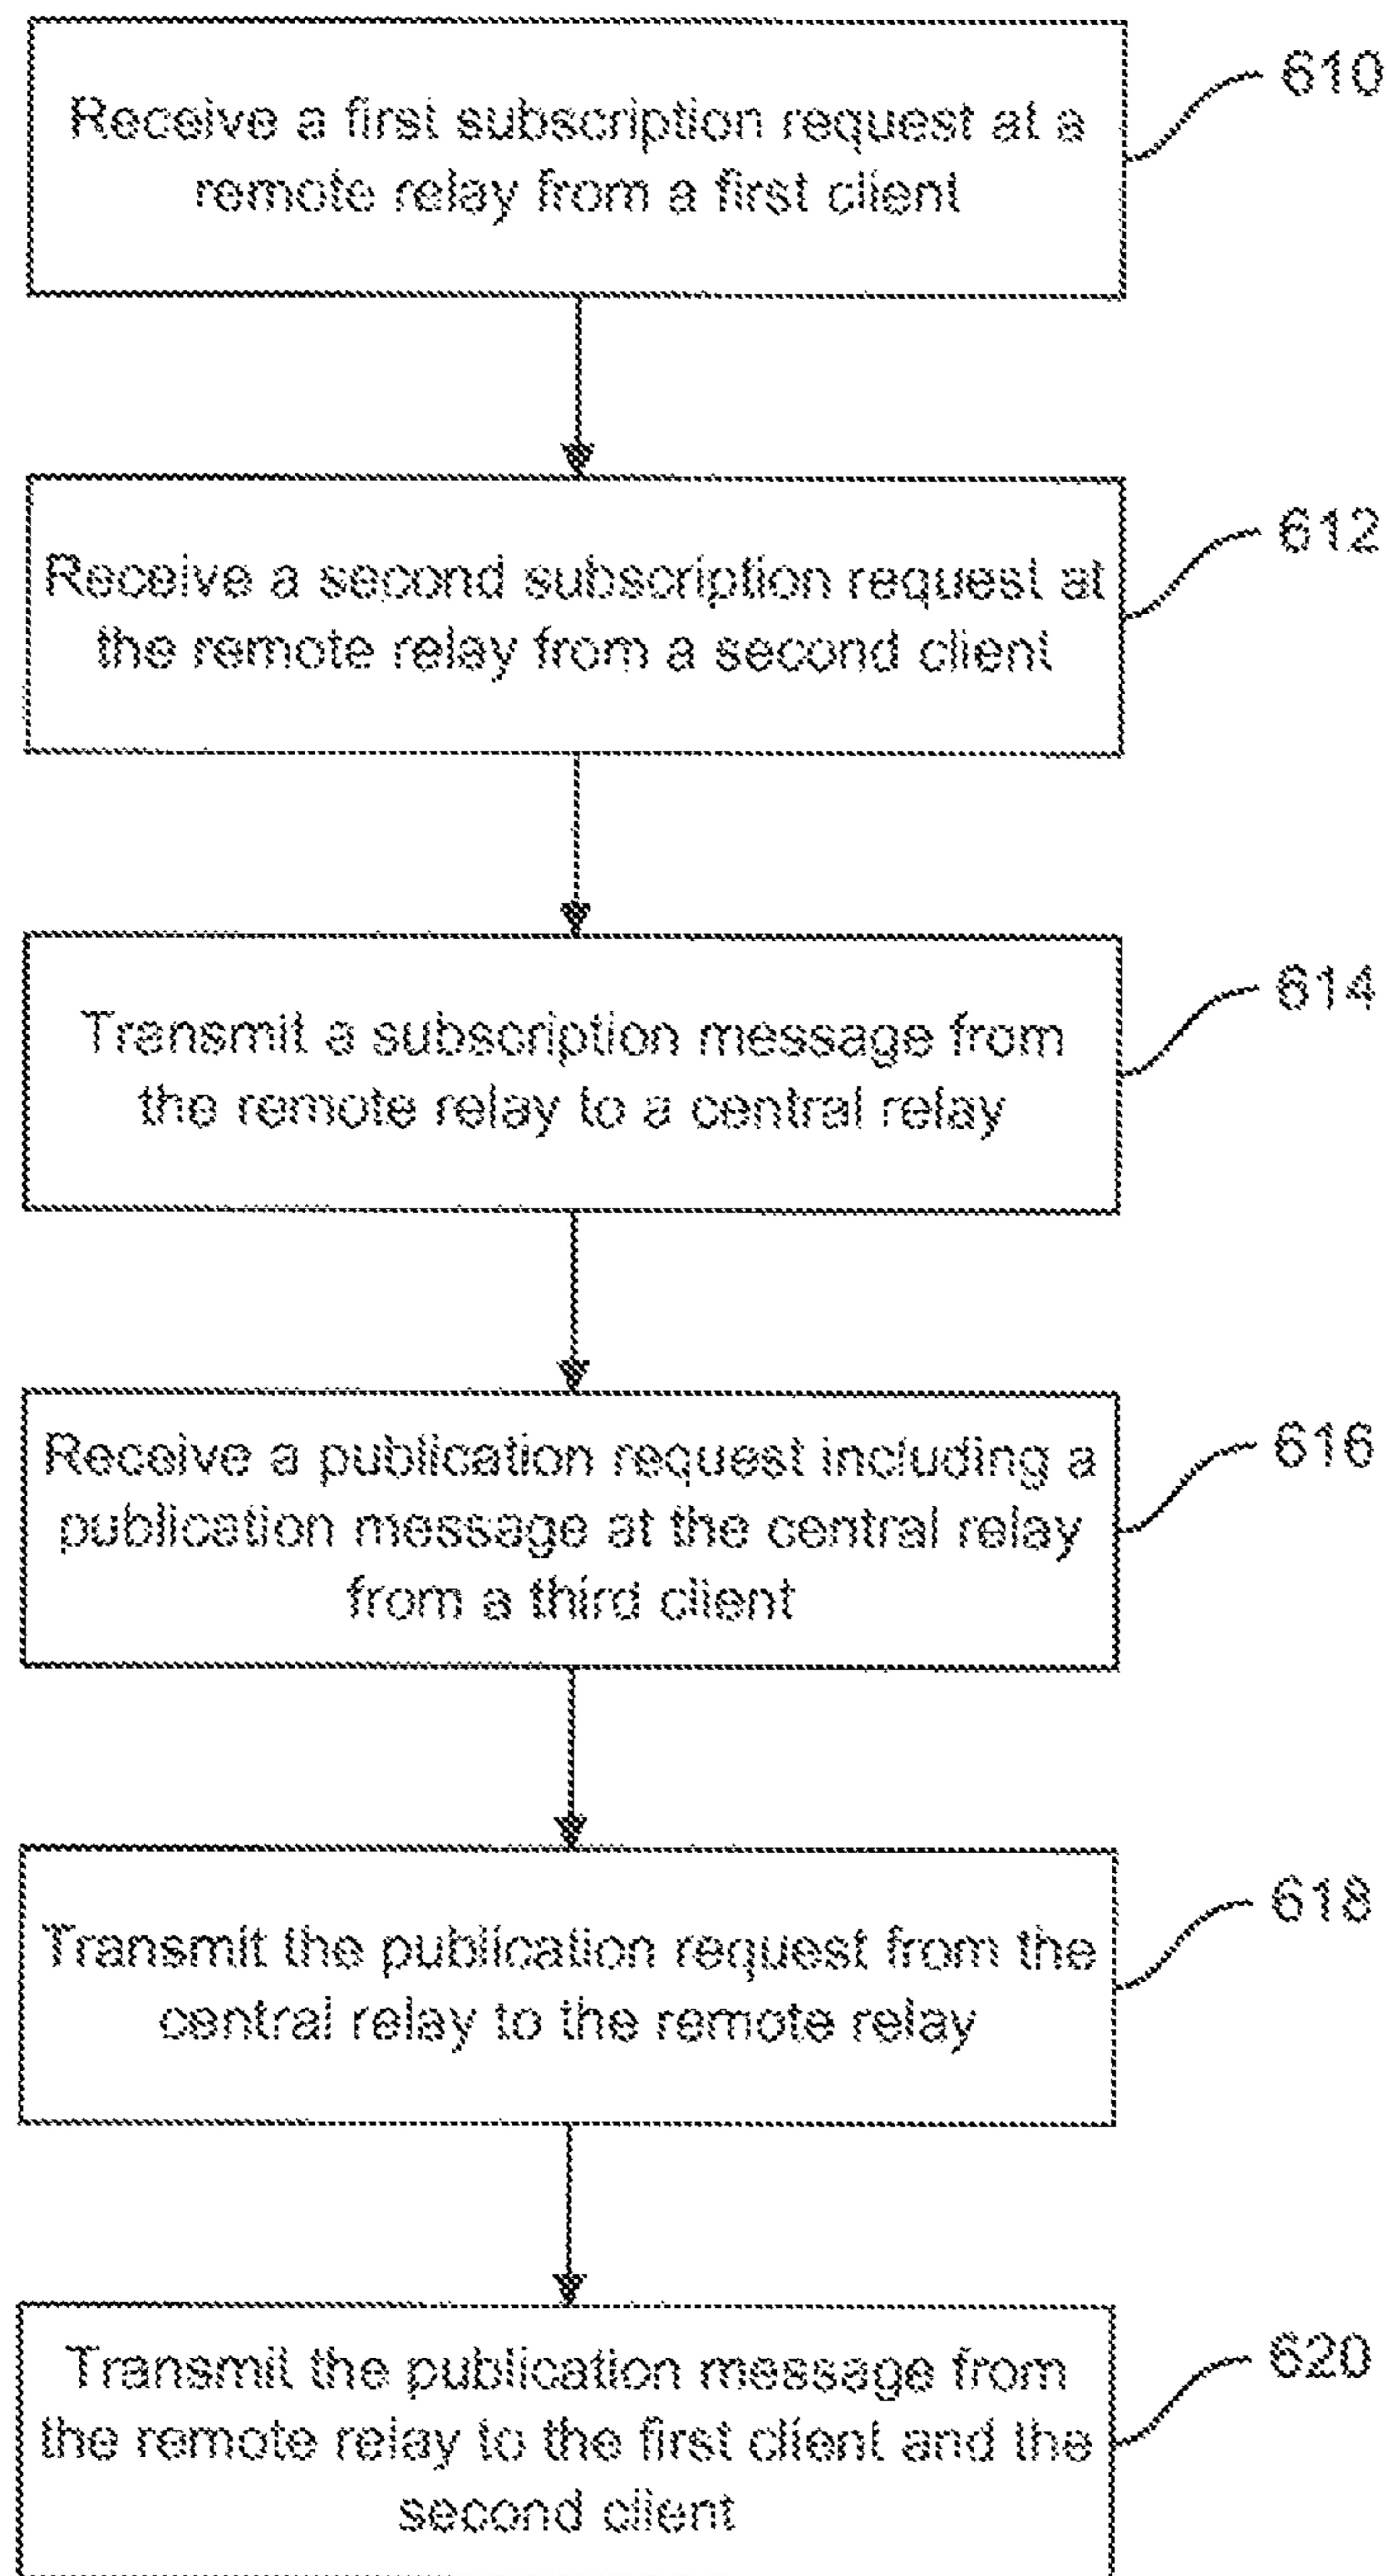 Receive a first subscription request at a
remote relay from a first client
610
Receive a second subscription request at
the remote relay from a second client
612
Transmit a subscription message from
the remote relay to a central relay
614
Receive a publication request including a
publication message at the central relay
from a third client
616
Transmit the publication request from the
central relay to the remote relay
618
Transmit the publication message from
the remote relay to the first client and the
second client
620